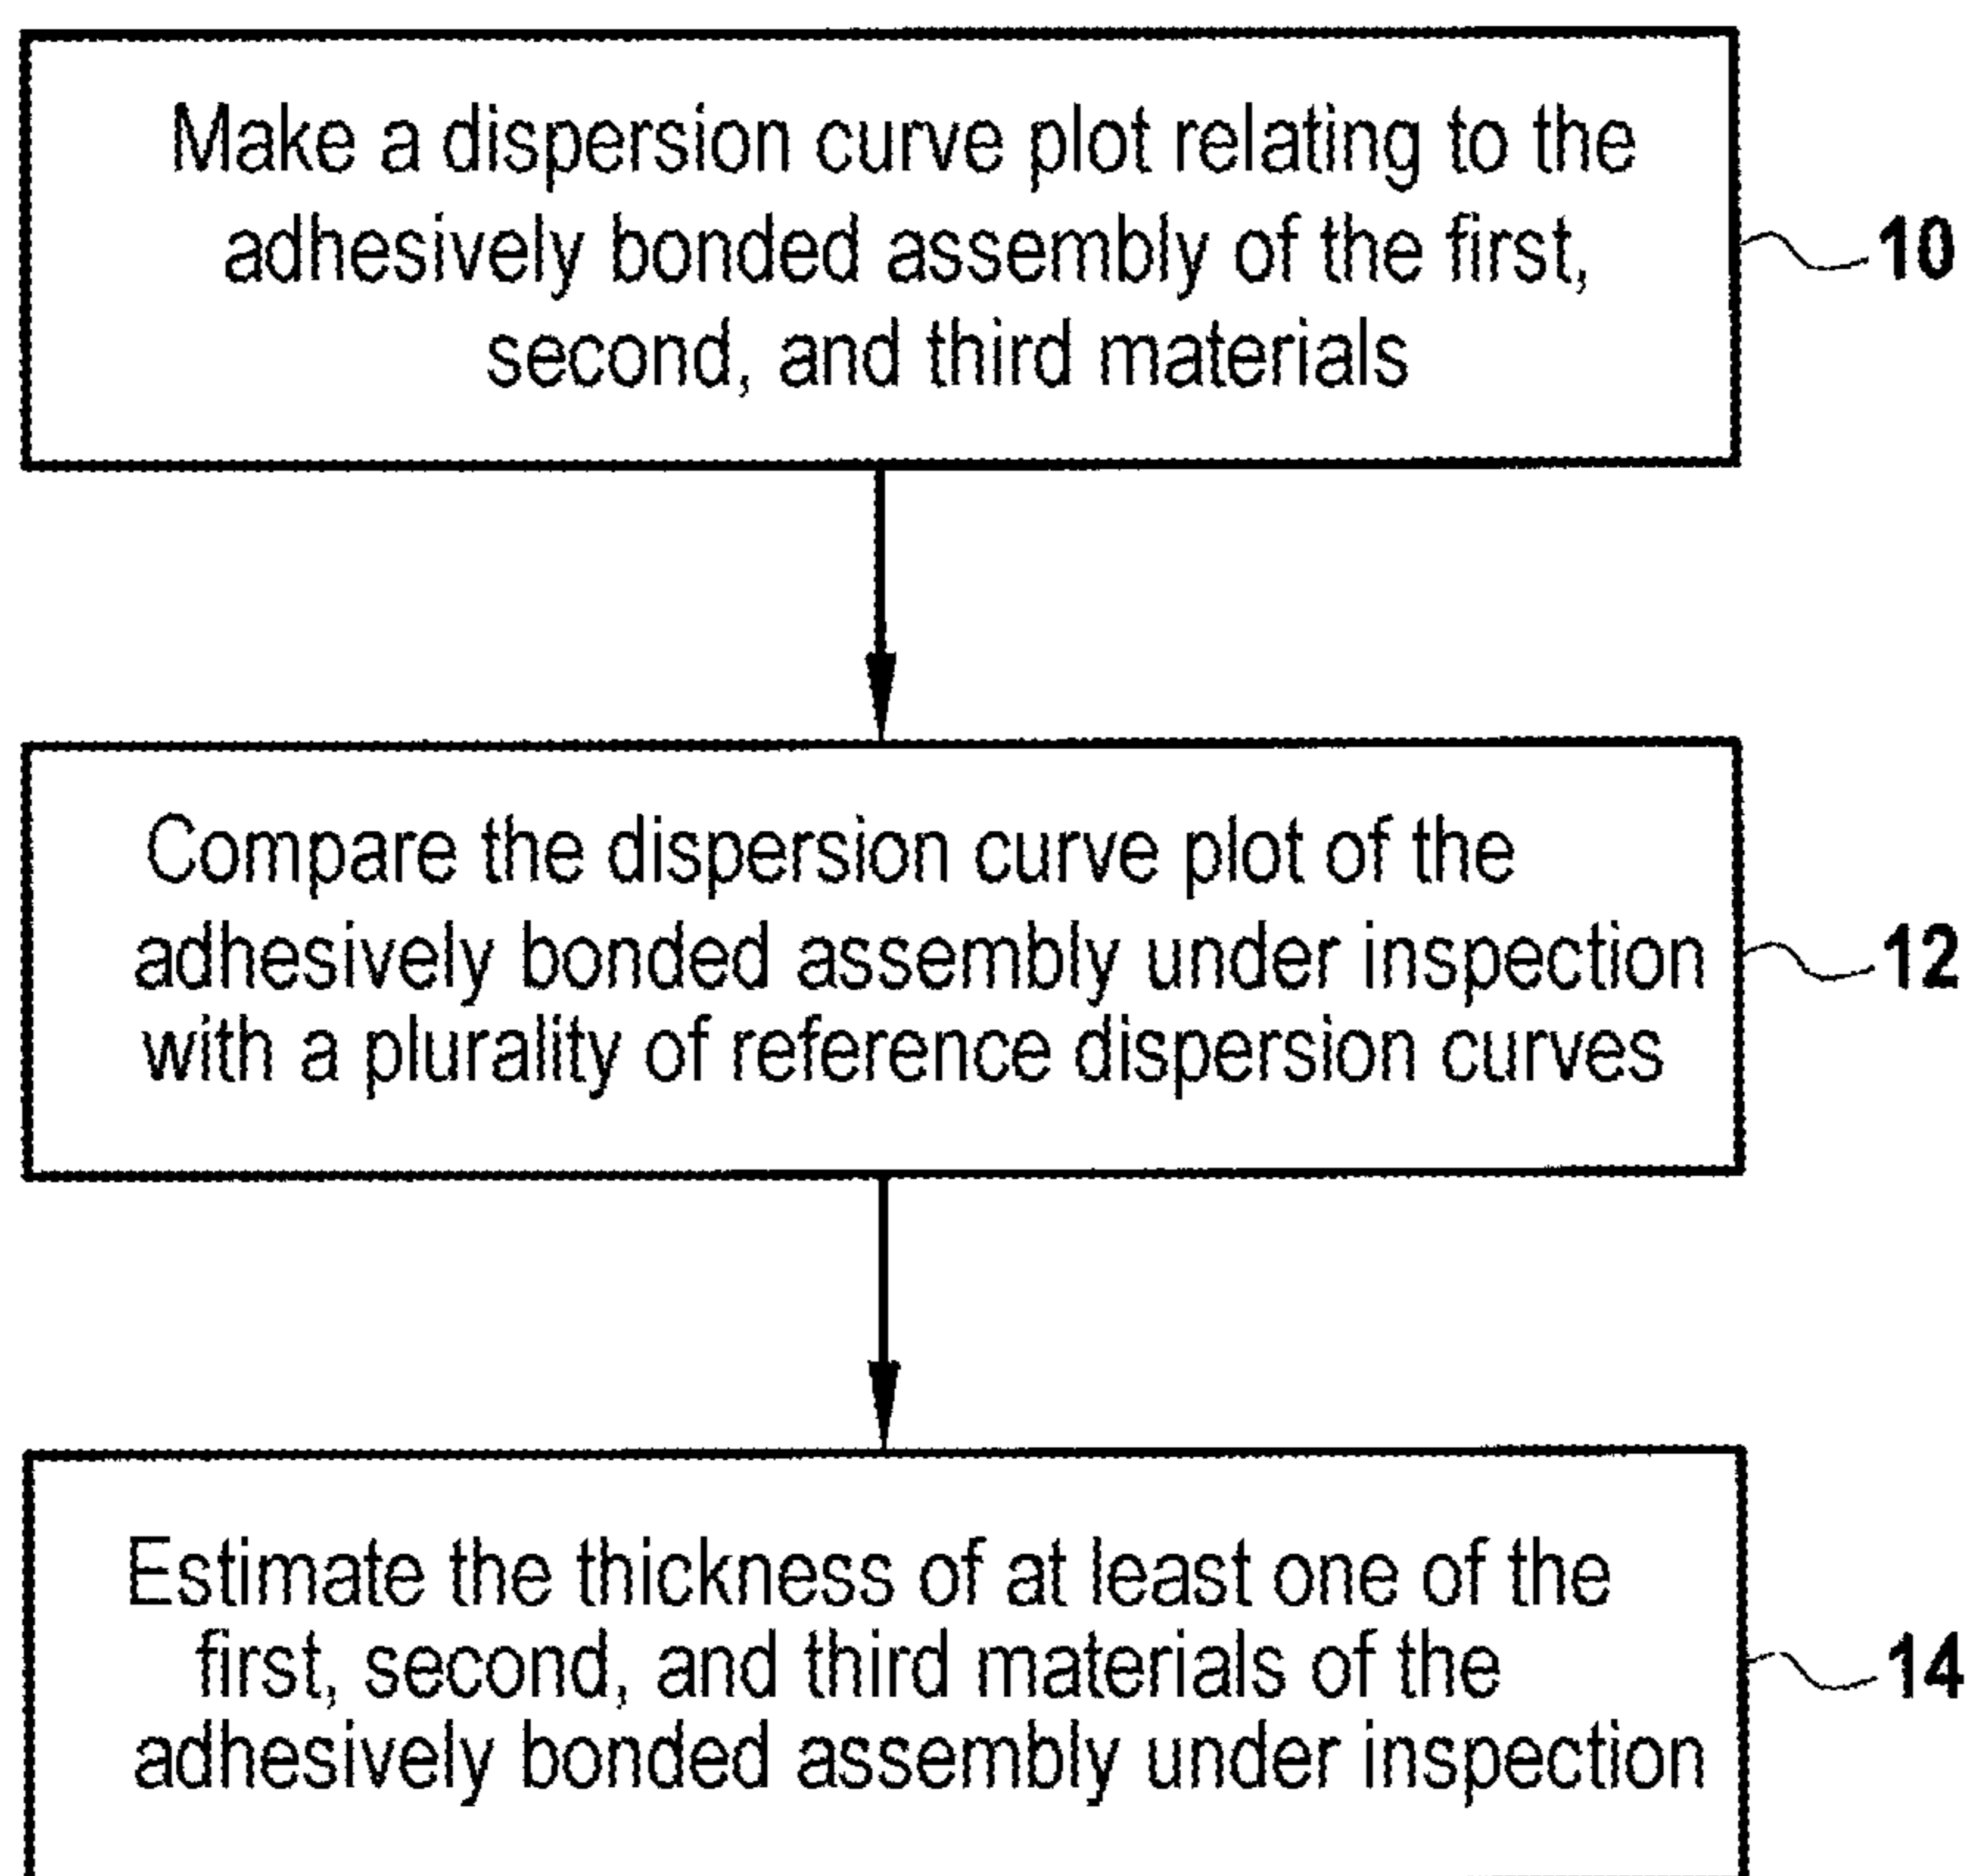 Make a dispersion curve plot relating to the
adhesively bonded assembly of the first,
second, and third materials
10
Compare the dispersion curve plot of the
adhesively bonded assembly under inspection
with a plurality of reference dispersion curves
12
Estimate the thickness of at least one of the
first, second, and third materials of the
adhesively bonded assembly under inspection
14